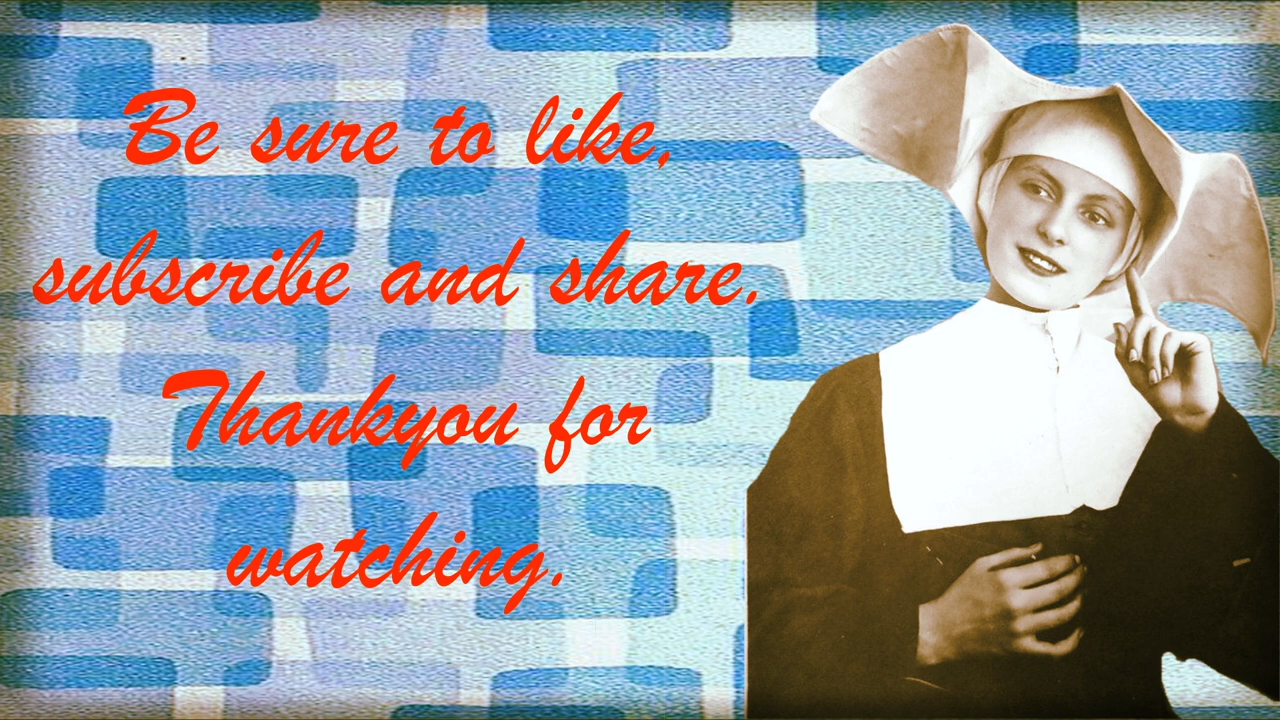 Be sure to like,
subscribe and share.
Thankyou for
watching.